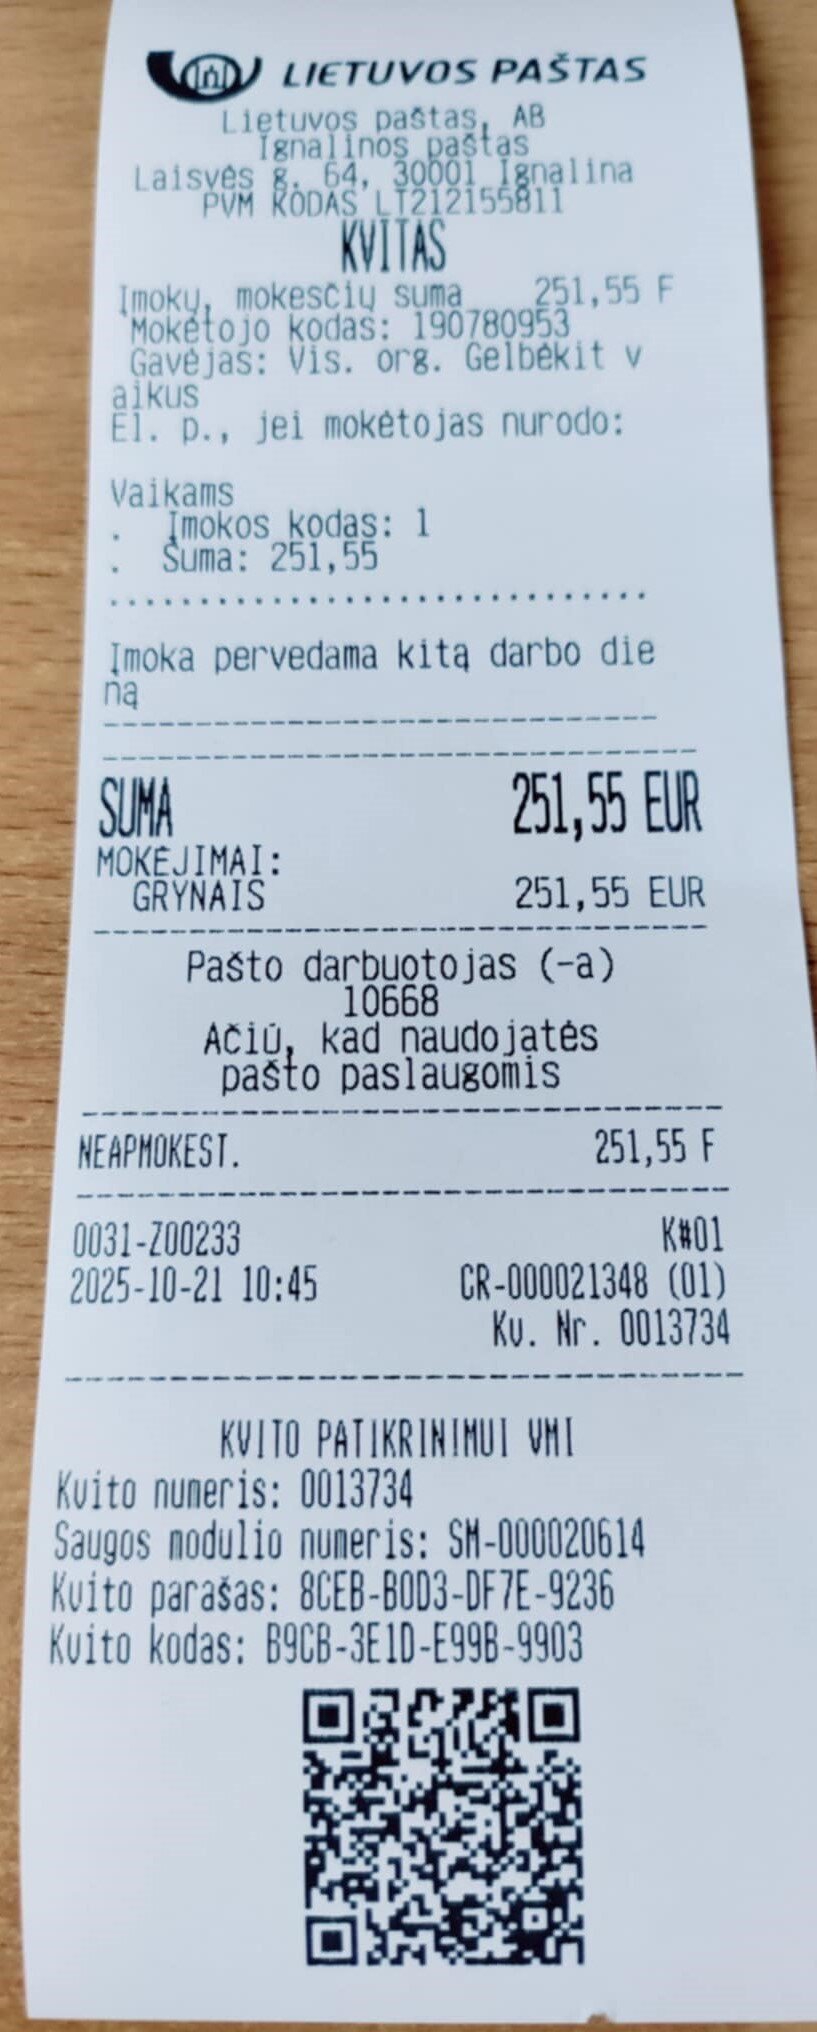 LIETUVOS PAŠTAS
Lietuvos paštas, AB
Ignalinos paštas
Laisvės g. 64, 30001 Ignalina
PVM KODAS LT212155811
KVITAS
Įmokų, mokesčių suma 251,55 F
Mokėtojo kodas: 190780953
Gavėjas: Vis. org. Gelbėkit v
aikus
El. p., jei mokėtojas nurodo:
Vaikams
. Įmokos kodas: 1
. Suma: 251,55
...............................
Įmoka pervedama kitą darbo die
ną
SUMA 251,55 EUR
MOKĖJIMAI:
GRYNAIS 251,55 EUR
Pašto darbuotojas (-a)
10668
Ačiū, kad naudojatės
pašto paslaugomis
NEAPMOKEST. 251,55 F
0031-Z00233 K#01
2025-10-21 10:45 CR-000021348 (01)
Kv. Nr. 0013734
KVITO PATIKRINIMUI VMI
Kvito numeris: 0013734
Saugos modulio numeris: SM-000020614
Kvito parašas: 8CEB-B0D3-DF7E-9236
Kvito kodas: B9CB-3E1D-E99B-9903